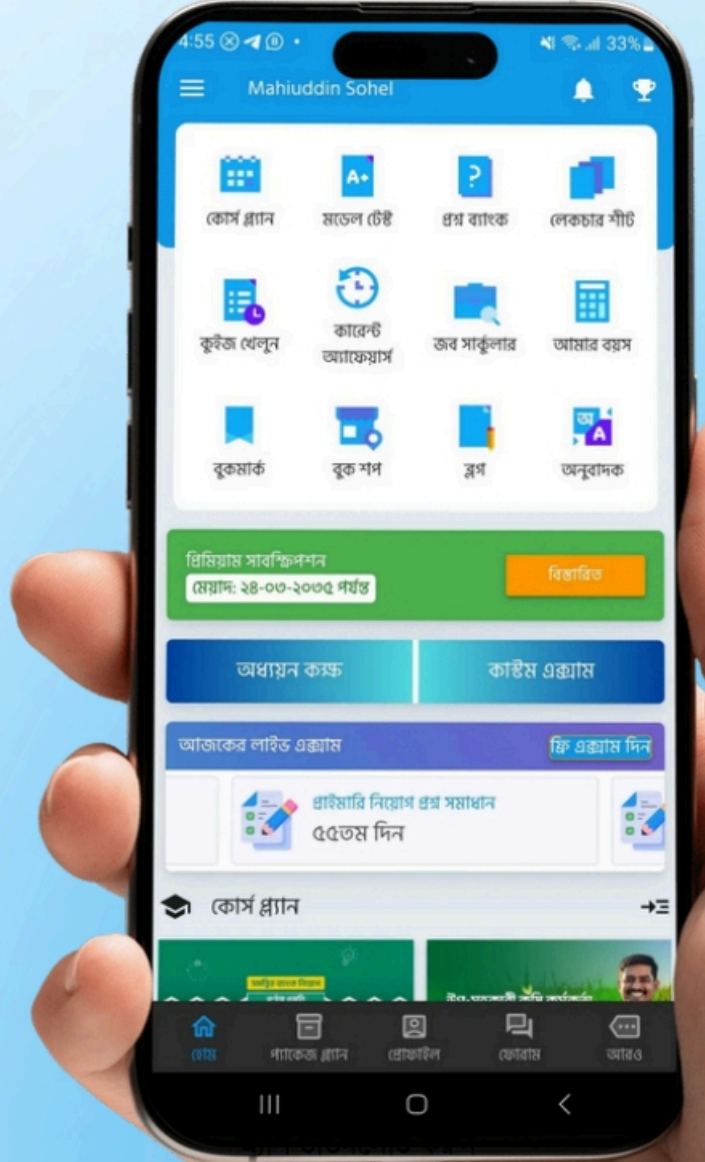 4:55
33%
Mahiuddin Sohel
কোর্স প্ল্যান
মডেল টেস্ট
প্রশ্ন ব্যাংক
লেকচার শীট
A+
?
কুইজ খেলুন
কারেন্ট
অ্যাফেয়ার্স
জব সার্কুলার
আমার বয়স
বুকমার্ক
বুক শপ
ব্লগ
অনুবাদক
অ
A
প্রিমিয়াম সাবস্ক্রিপশন
মেয়াদ: ২৪-০৩-২০৩৫ পর্যন্ত
বিস্তারিত
অধ্যয়ন কক্ষ
কাস্টম এক্সাম
আজকের লাইভ এক্সাম
ফ্রি এক্সাম দিন
প্রাইমারি নিয়োগ প্রশ্ন সমাধান
৫৫তম দিন
কোর্স প্ল্যান
হোম
প্যাকেজ প্ল্যান
প্রোফাইল
ফোরাম
আরও